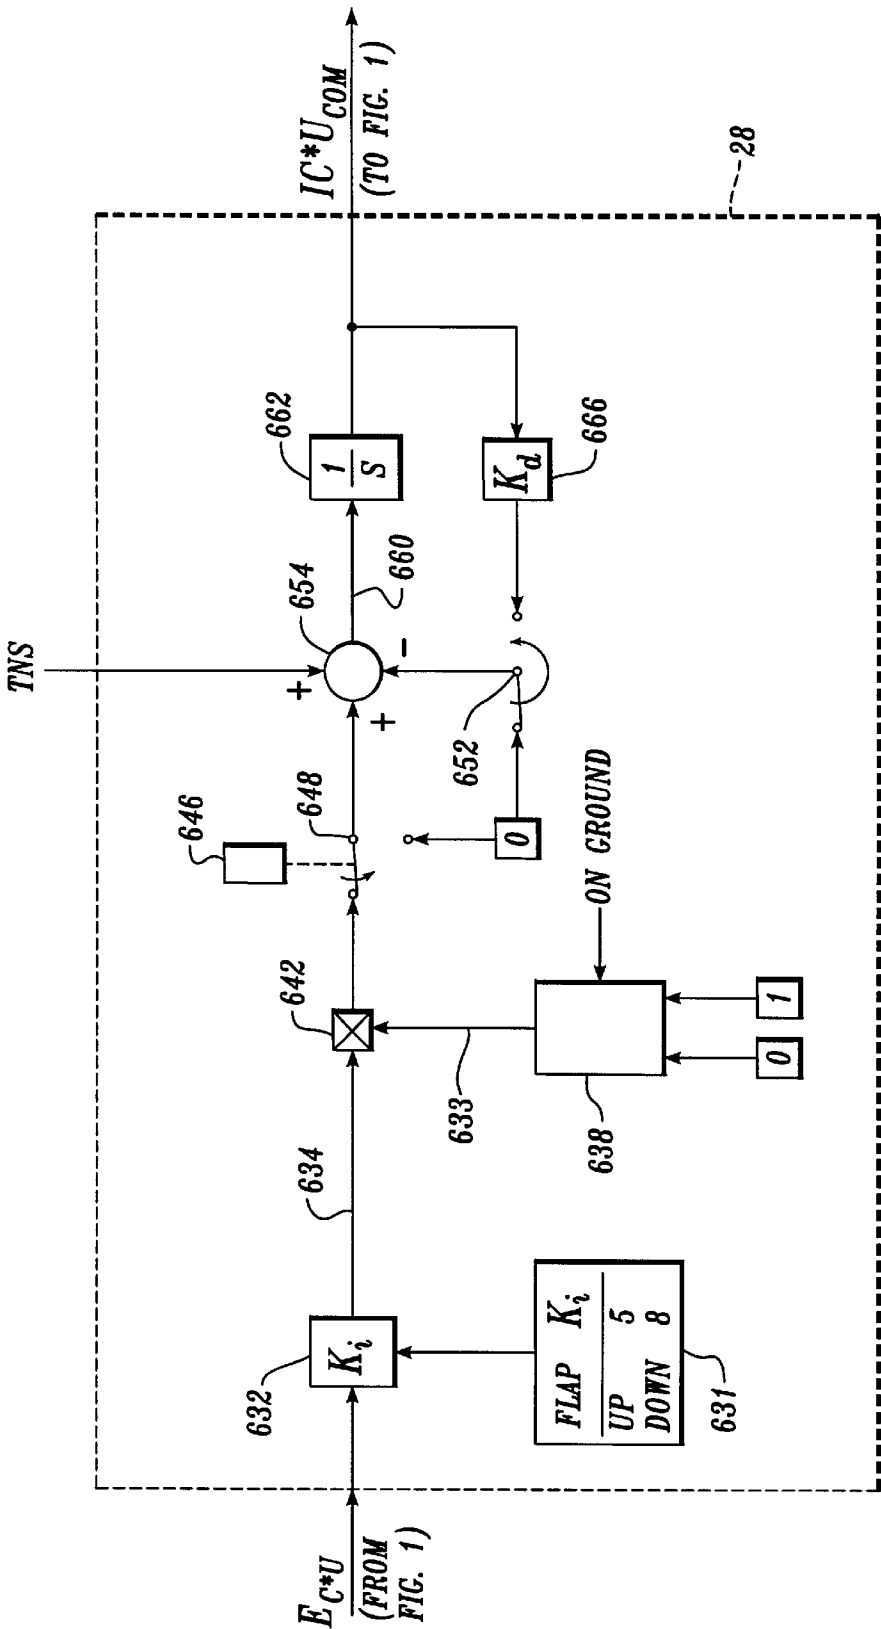 E_C*U
(FROM
FIG. 1)
632
K_i
634
FLAP K_i
UP 5
DOWN 8
631
642
633
638
0
1
ON GROUND
646
648
0
652
TNS
+
+
-
654
660
1
S
662
K_d
666
IC*U_COM
(TO FIG. 1)
28